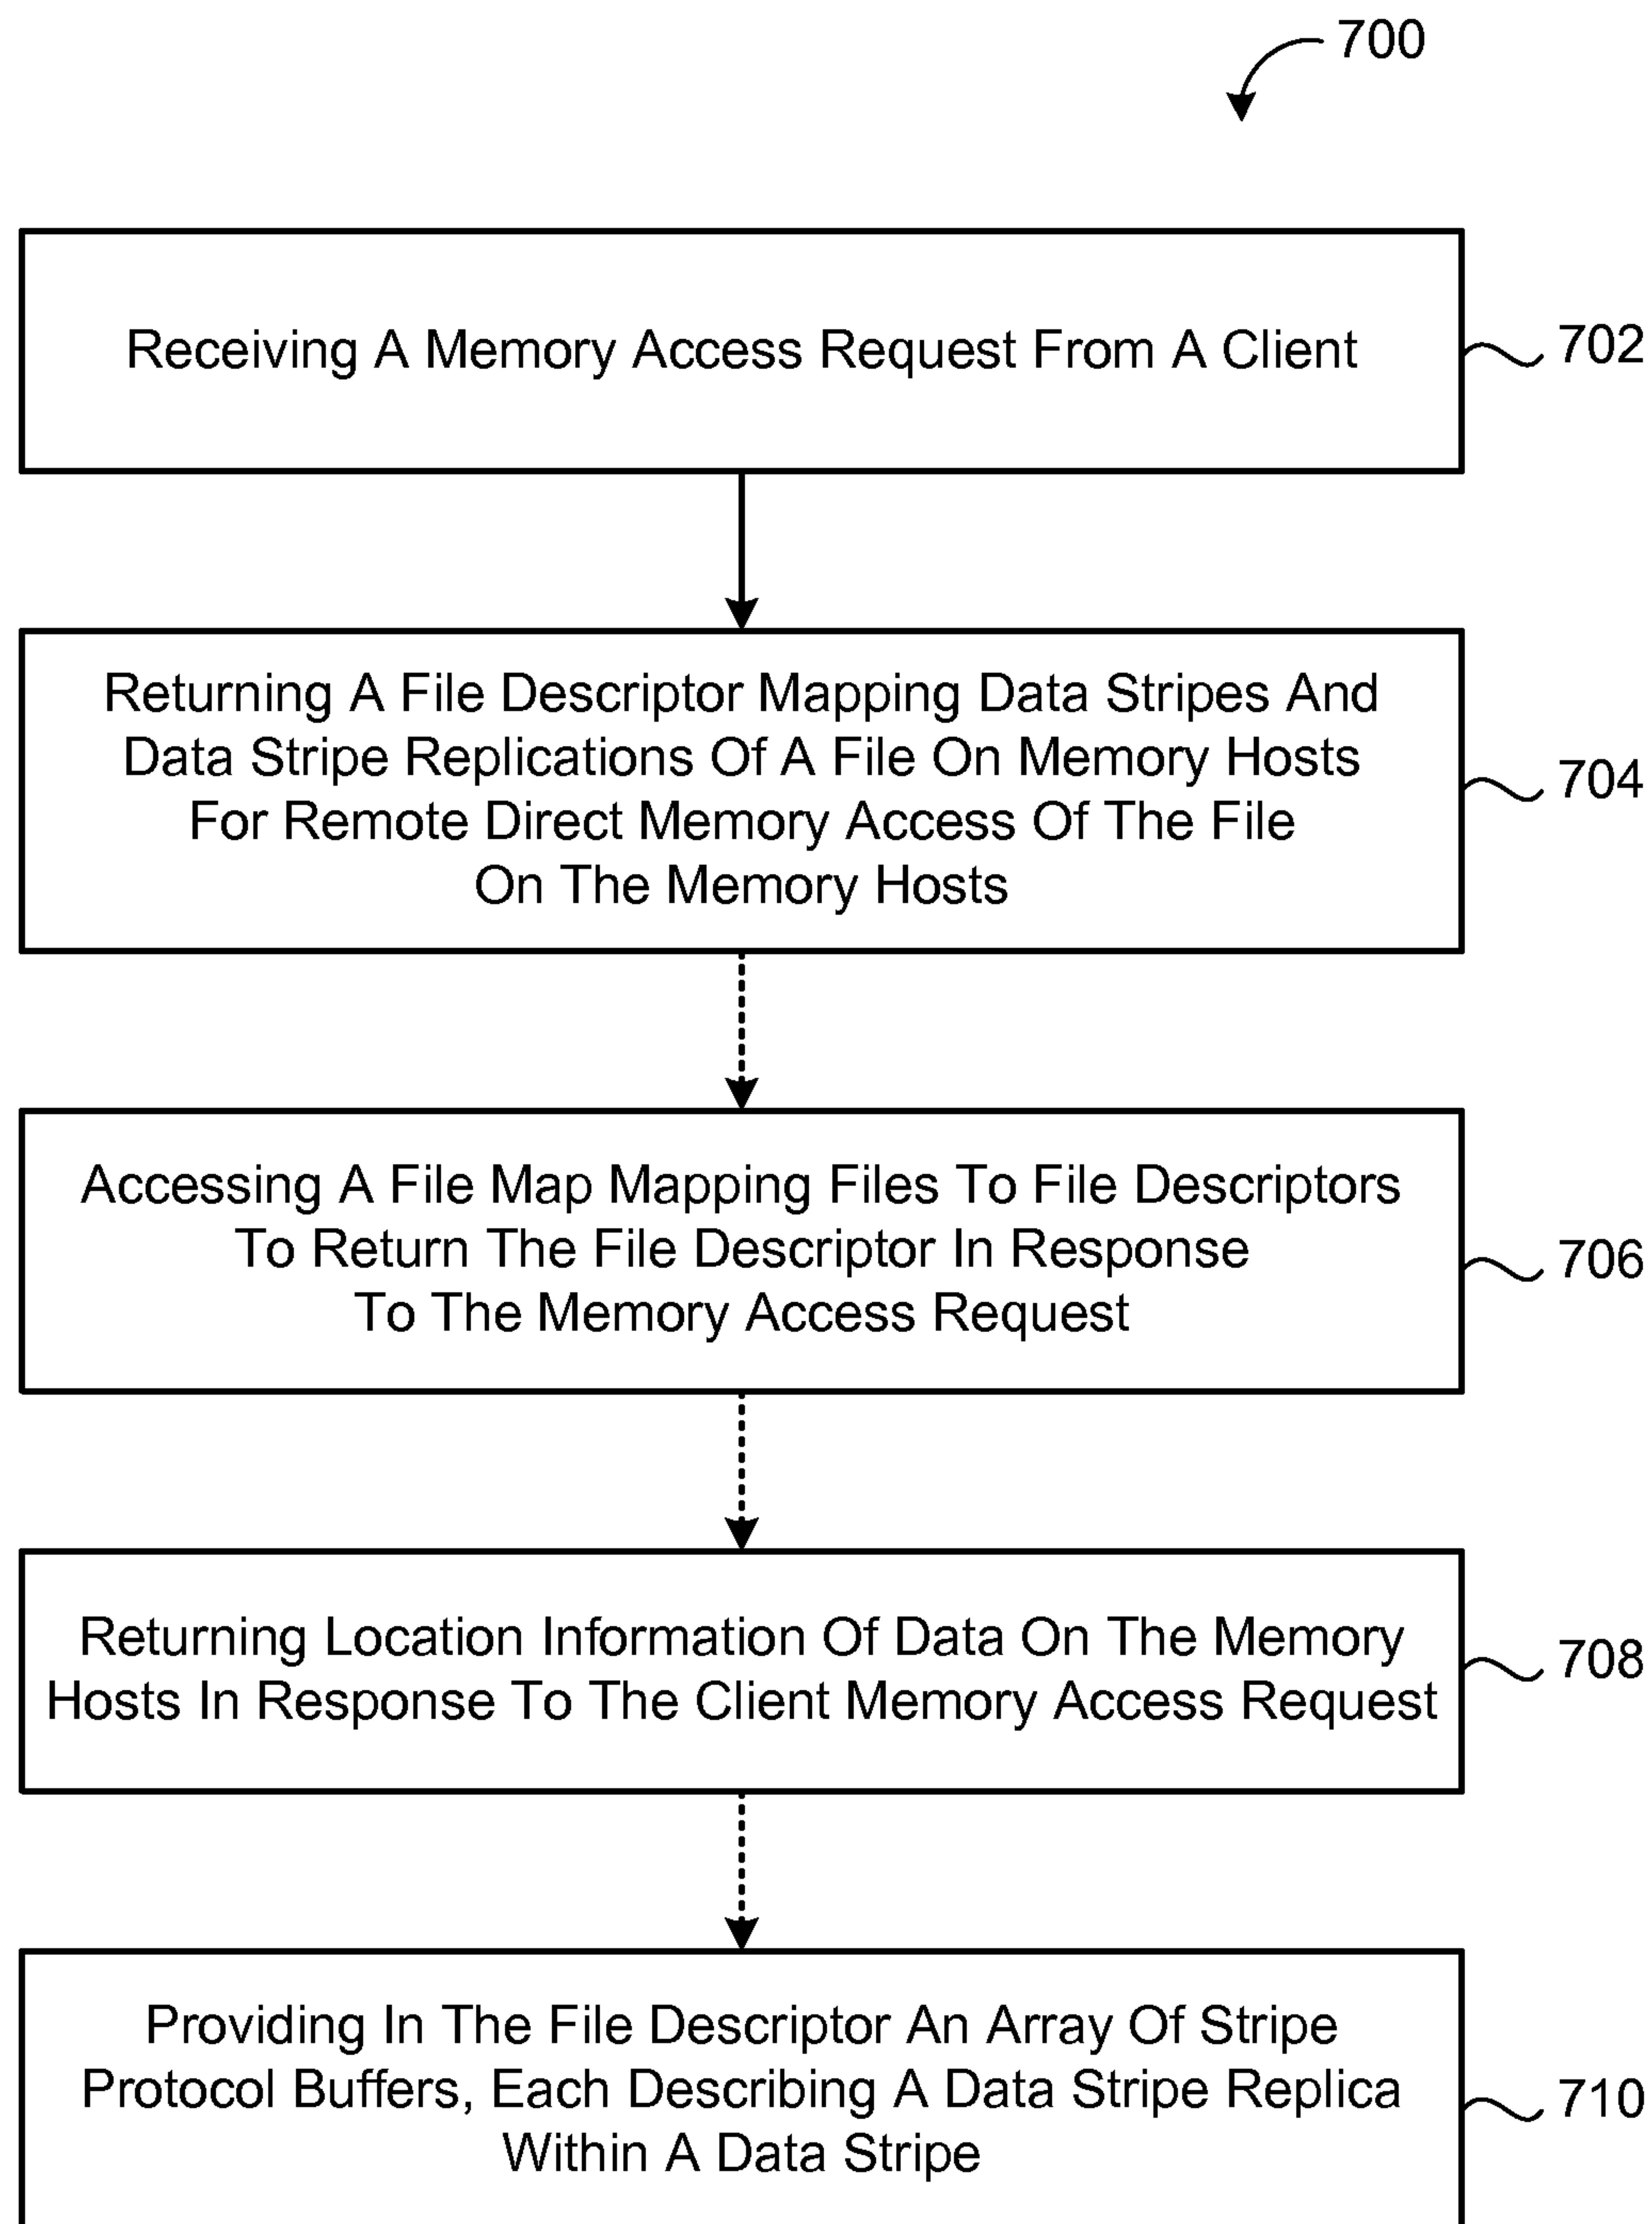 700
Receiving A Memory Access Request From A Client
702
Returning A File Descriptor Mapping Data Stripes And
Data Stripe Replications Of A File On Memory Hosts
For Remote Direct Memory Access Of The File
On The Memory Hosts
704
Accessing A File Map Mapping Files To File Descriptors
To Return The File Descriptor In Response
To The Memory Access Request
706
Returning Location Information Of Data On The Memory
Hosts In Response To The Client Memory Access Request
708
Providing In The File Descriptor An Array Of Stripe
Protocol Buffers, Each Describing A Data Stripe Replica
Within A Data Stripe
710